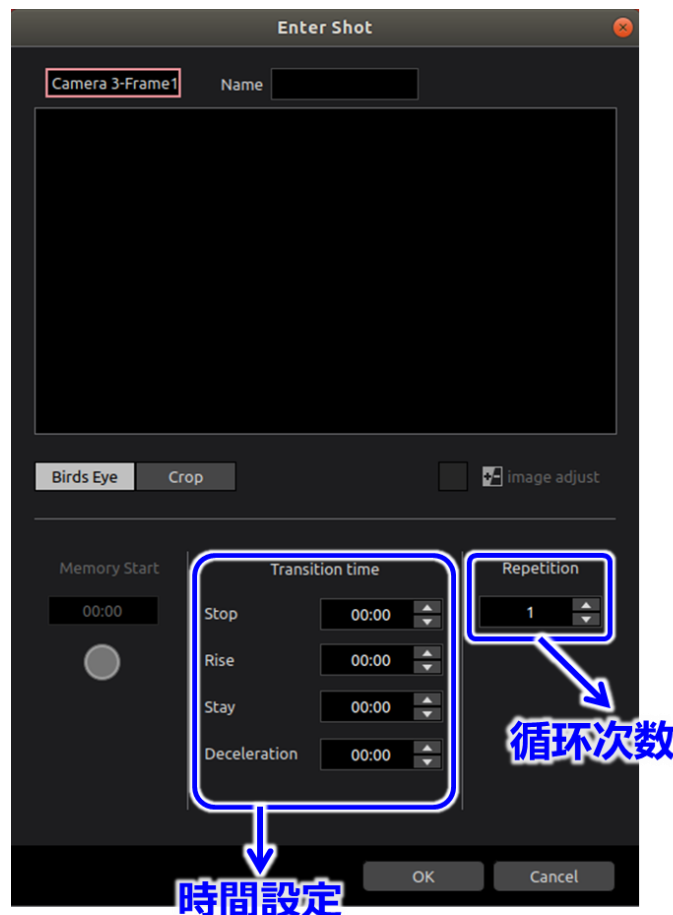 Enter Shot
Camera 3-Frame1
Name
Birds Eye
Crop
image adjust
Memory Start
00:00
Transition time
Stop
00:00
Rise
00:00
Stay
00:00
Deceleration
00:00
Repetition
1
循环次数
時間設定
OK
Cancel